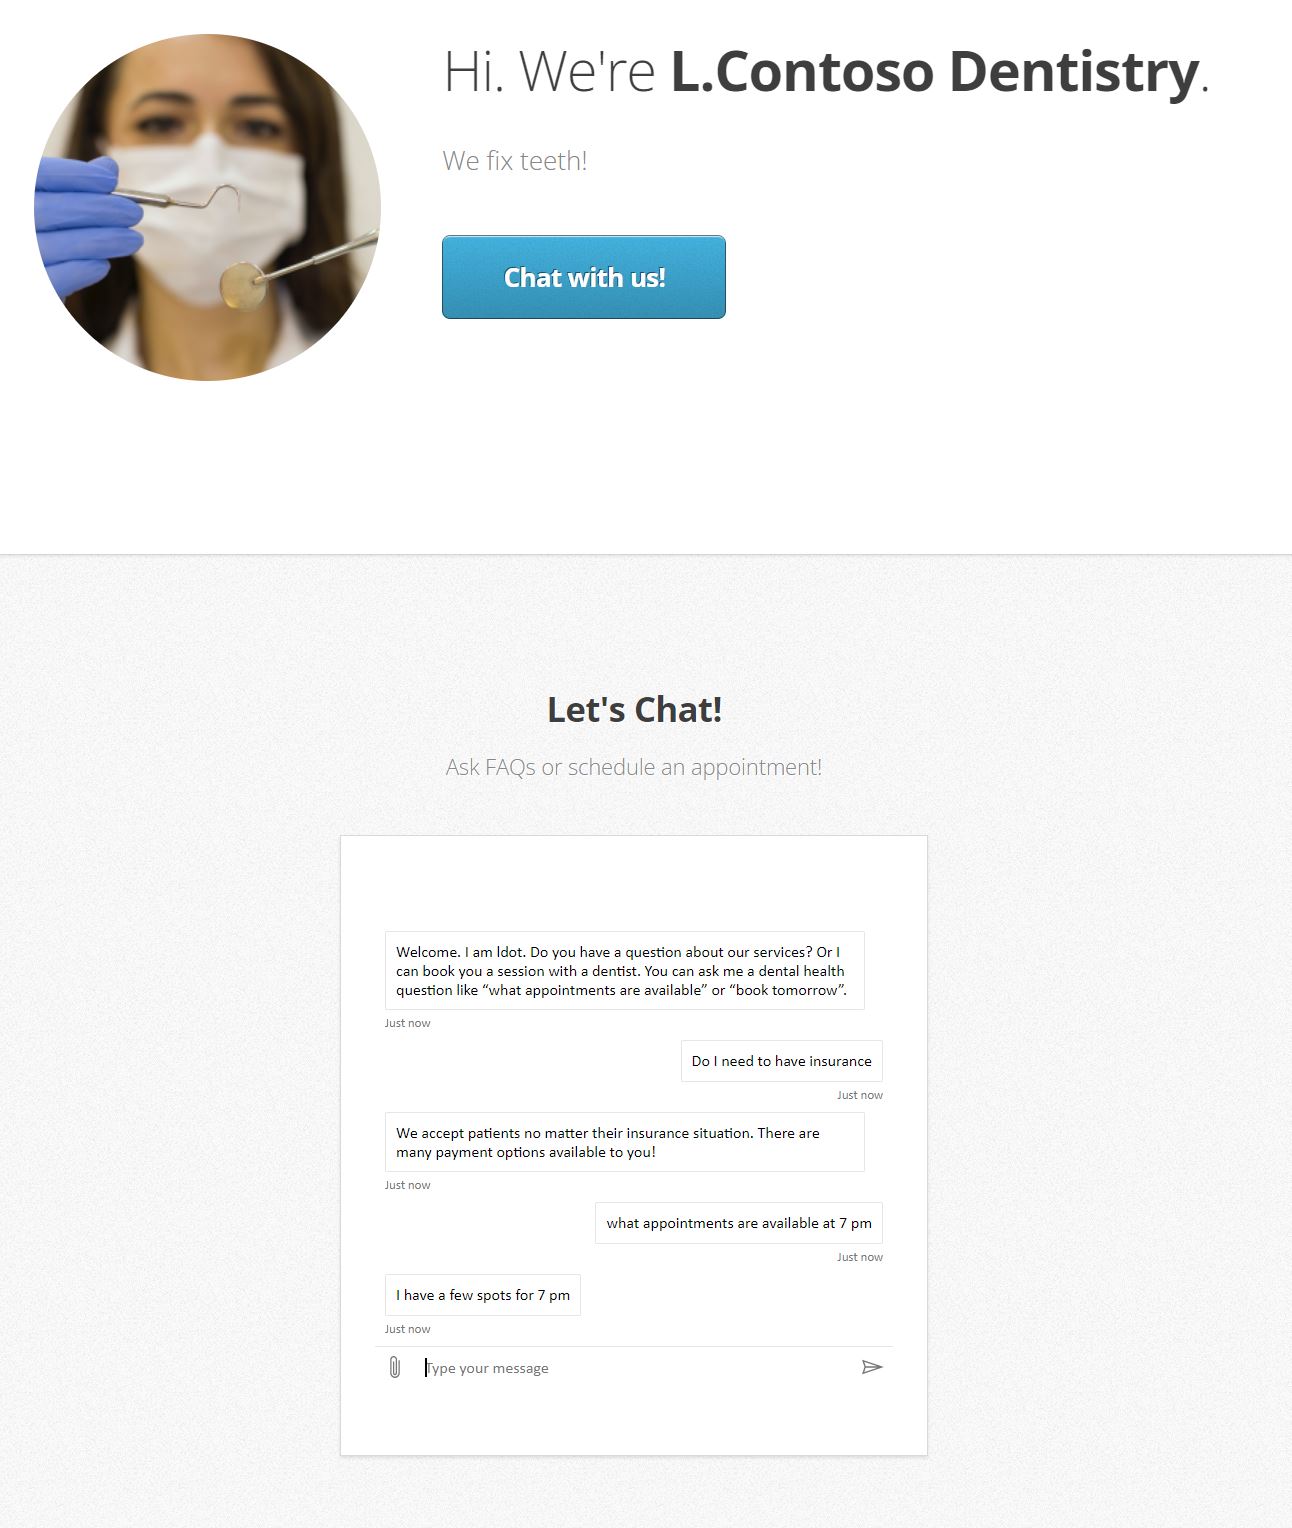 Hi. We're L.Contoso Dentistry.
We fix teeth!
Chat with us!
Let's Chat!
Ask FAQs or schedule an appointment!
Welcome. I am ldot. Do you have a question about our services? Or I
can book you a session with a dentist. You can ask me a dental health
question like “what appointments are available” or “book tomorrow”.
Just now
Do I need to have insurance
Just now
We accept patients no matter their insurance situation. There are
many payment options available to you!
Just now
what appointments are available at 7 pm
Just now
I have a few spots for 7 pm
Just now
Type your message